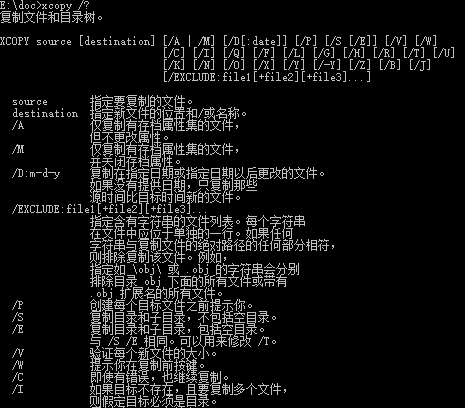 E:\doc>xcopy /?
复制文件和目录树。
XCOPY source [destination] [/A | /M] [/D[:date]] [/P] [/S [/E]] [/V] [/W]
[/C] [/I] [/Q] [/F] [/L] [/G] [/H] [/R] [/T] [/U]
[/K] [/N] [/O] [/X] [/Y] [/-Y] [/Z] [/B] [/J]
[/EXCLUDE:file1[+file2][+file3]...]
source 指定要复制的文件。
destination 指定新文件的位置和/或名称。
/A 仅复制有存档属性集的文件，
但不更改属性。
/M 仅复制有存档属性集的文件，
并关闭存档属性。
/D:m-d-y 复制在指定日期或指定日期以后更改的文件。
如果没有提供日期，只复制那些
源时间比目标时间新的文件。
/EXCLUDE:file1[+file2][+file3]...
指定含有字符串的文件列表。每个字符串
在文件中应位于单独的一行。如果任何
字符串与复制文件的绝对路径的任何部分相符，
则排除复制该文件。例如，
指定如 \obj\ 或 .obj 的字符串会分别
排除目录 obj 下面的所有文件或带有
.obj 扩展名的所有文件。
/P 创建每个目标文件之前提示你。
/S 复制目录和子目录，不包括空目录。
/E 复制目录和子目录，包括空目录。
与 /S /E 相同。可以用来修改 /T。
/V 验证每个新文件的大小。
/W 提示你在复制前按键。
/C 即使有错误，也继续复制。
/I 如果目标不存在，且要复制多个文件，
则假定目标必须是目录。